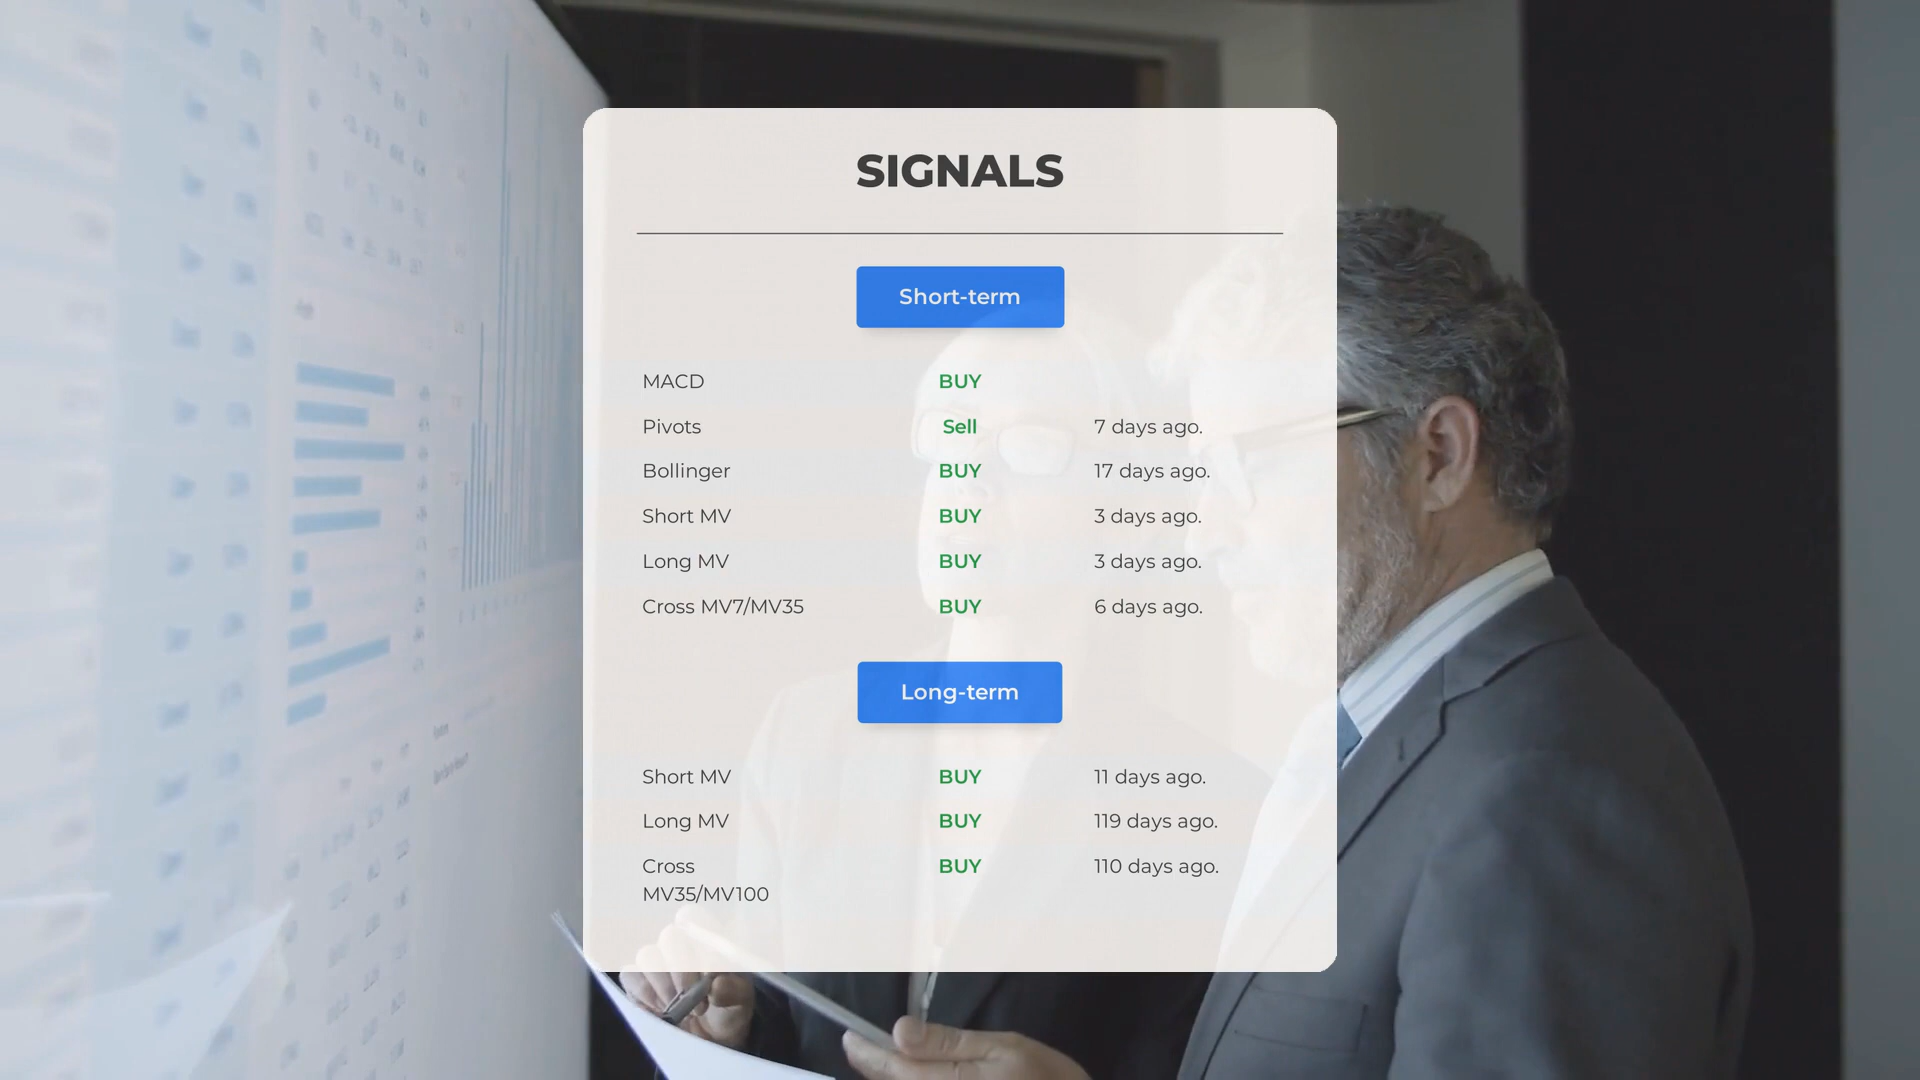 SIGNALS
Short-term
MACD BUY
Pivots Sell 7 days ago.
Bollinger BUY 17 days ago.
Short MV BUY 3 days ago.
Long MV BUY 3 days ago.
Cross MV7/MV35 BUY 6 days ago.
Long-term
Short MV BUY 11 days ago.
Long MV BUY 119 days ago.
Cross BUY 110 days ago.
MV35/MV100